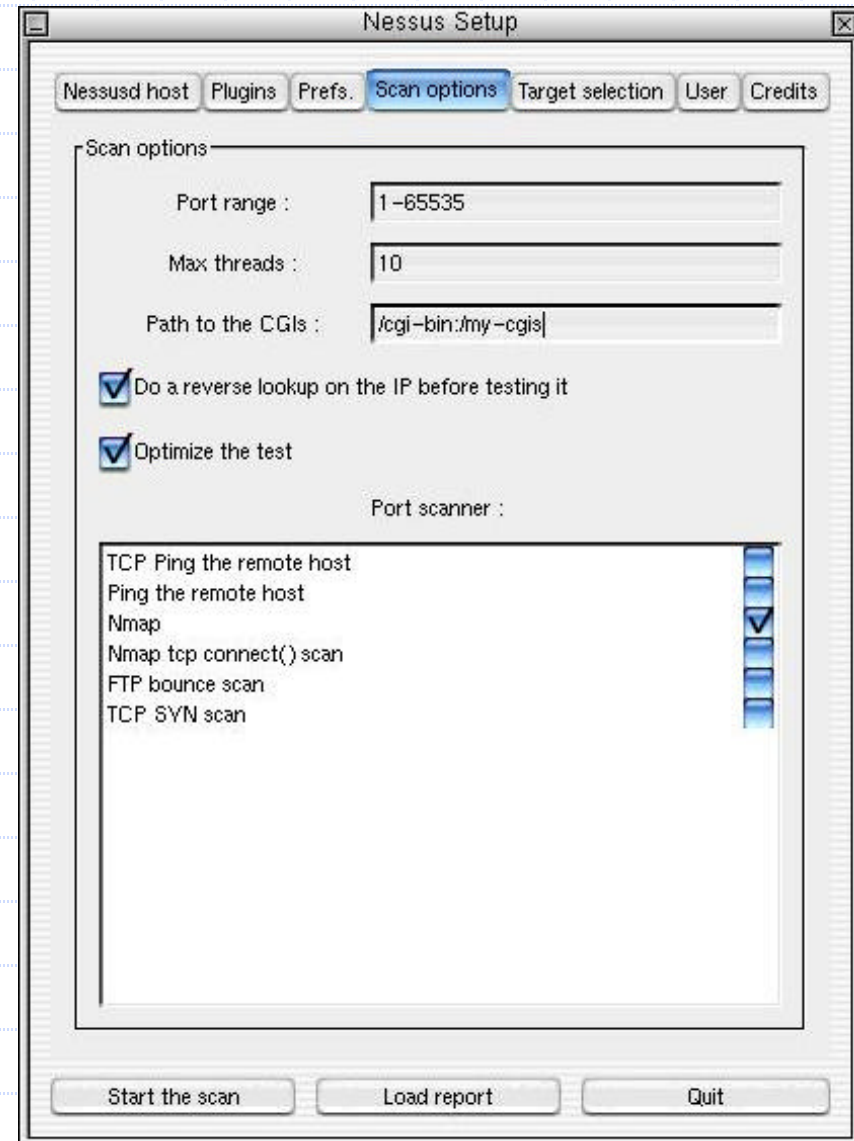 Nessus Setup
Nessusd host Plugins Prefs. Scan options Target selection User Credits
Scan options
Port range : 1-65535
Max threads : 10
Path to the CGIs : /cgi-bin:/my-cgis
Do a reverse lookup on the IP before testing it
Optimize the test
Port scanner :
TCP Ping the remote host
Ping the remote host
Nmap
Nmap tcp connect() scan
FTP bounce scan
TCP SYN scan
Start the scan Load report Quit